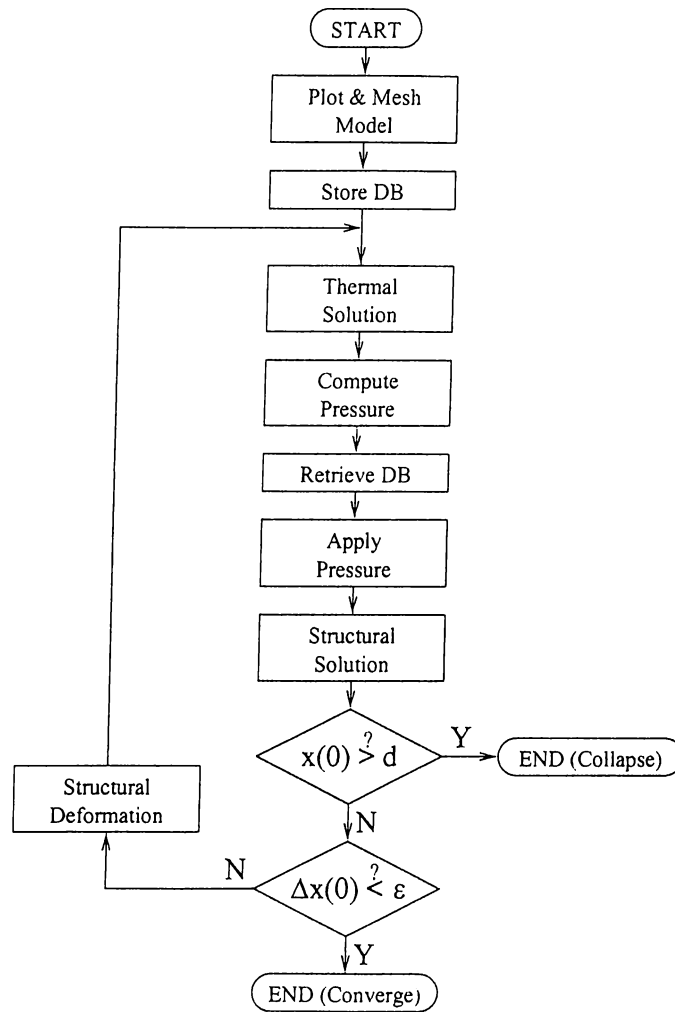 START
Plot & Mesh
Model
Store DB
Thermal
Solution
Compute
Pressure
Retrieve DB
Apply
Pressure
Structural
Solution
x(0) >? d
Y
END (Collapse)
N
Structural
Deformation
N
Δx(0) <? ε
Y
END (Converge)